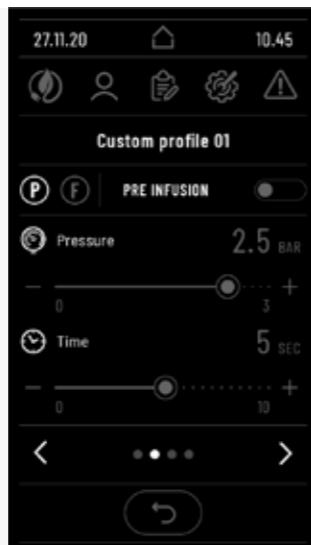 27.11.20 10.45
Custom profile 01
P F PRE INFUSION
Pressure 2.5 BAR
− +
0 3
Time 5 SEC
− +
0 10